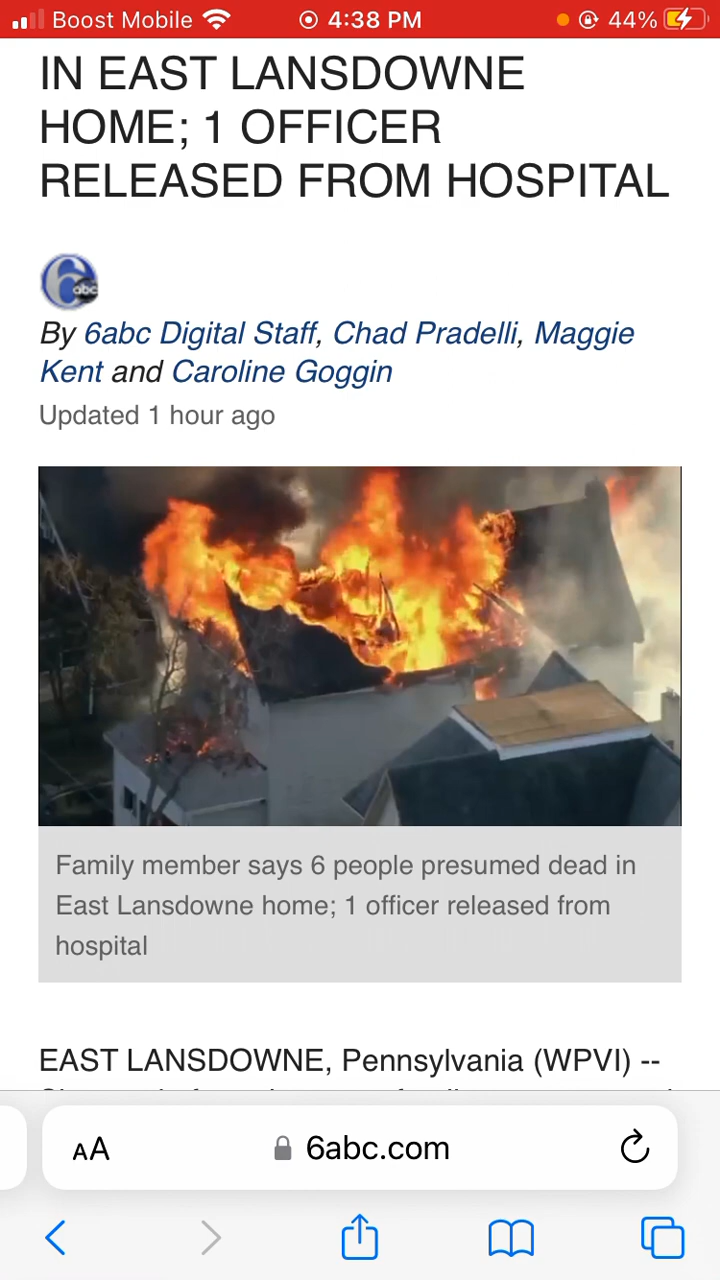 Boost Mobile 4:38 PM 44%
IN EAST LANSDOWNE
HOME; 1 OFFICER
RELEASED FROM HOSPITAL
6abc
By 6abc Digital Staff, Chad Pradelli, Maggie
Kent and Caroline Goggin
Updated 1 hour ago
Family member says 6 people presumed dead in
East Lansdowne home; 1 officer released from
hospital
EAST LANSDOWNE, Pennsylvania (WPVI) --
AA 6abc.com